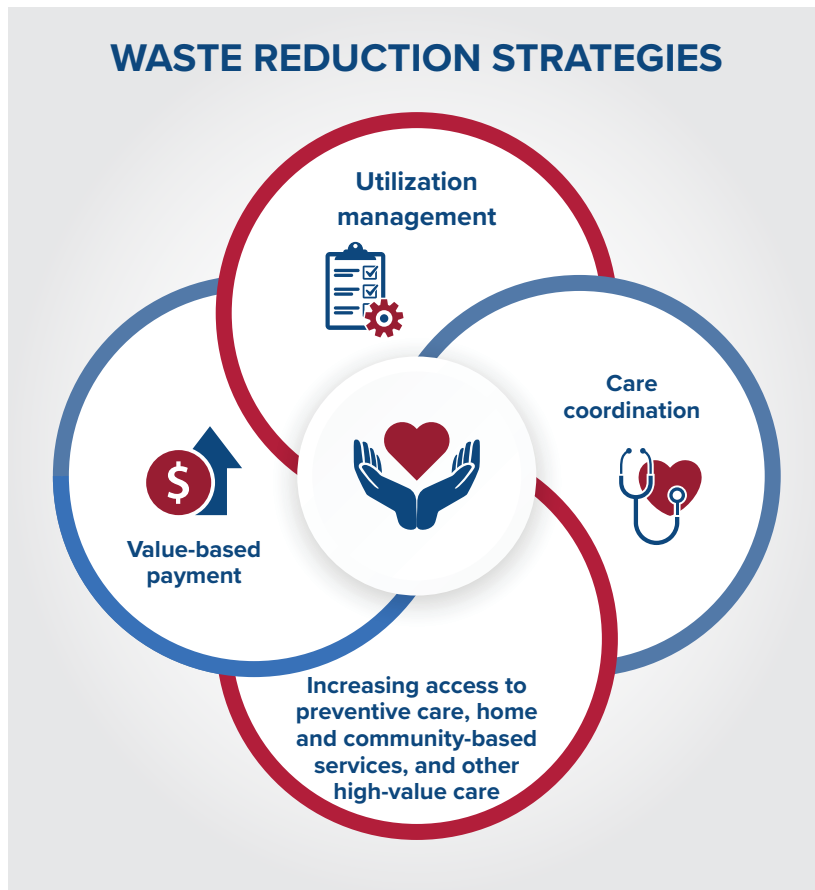 WASTE REDUCTION STRATEGIES
Utilization
management
Care
coordination
$
Value-based
payment
Increasing access to
preventive care, home
and community-based
services, and other
high-value care